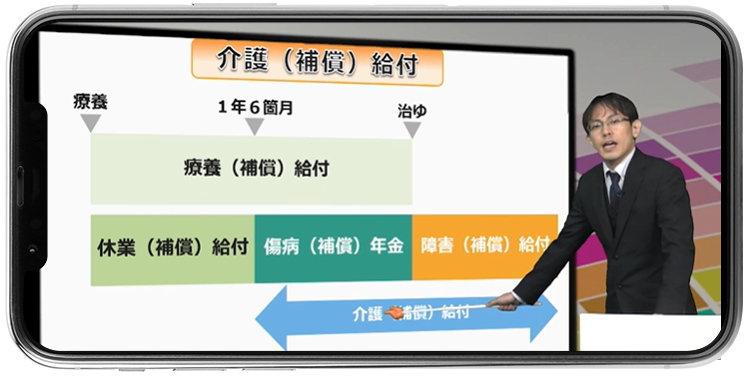 介護（補償）給付
療養
１年６箇月
治ゆ
療養（補償）給付
休業（補償）給付
傷病（補償）年金
障害（補償）給付
介護（補償）給付